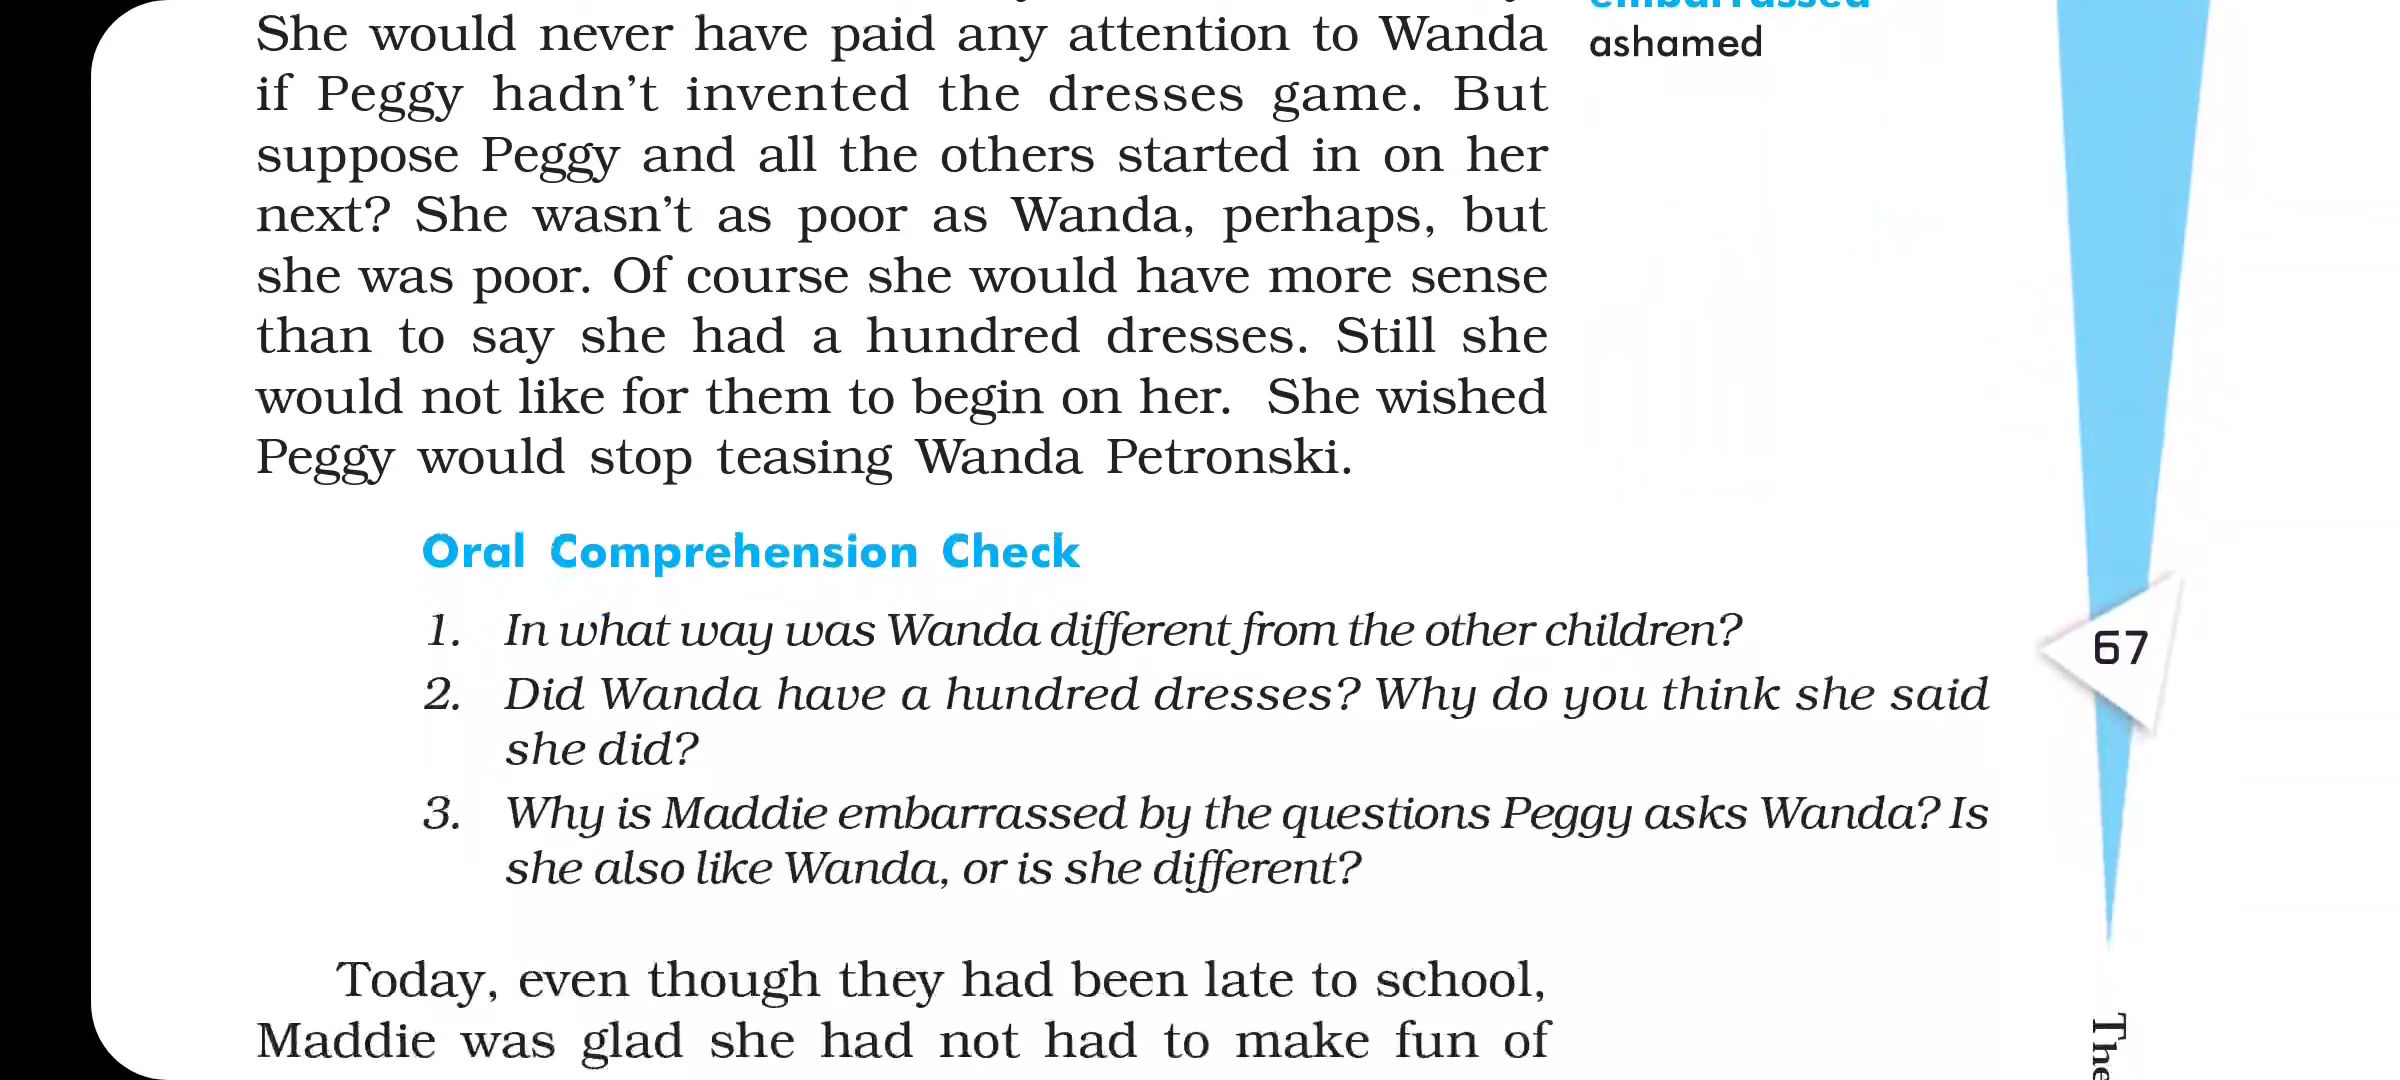 embarrassed
ashamed
She would never have paid any attention to Wanda
if Peggy hadn't invented the dresses game. But
suppose Peggy and all the others started in on her
next? She wasn't as poor as Wanda, perhaps, but
she was poor. Of course she would have more sense
than to say she had a hundred dresses. Still she
would not like for them to begin on her. She wished
Peggy would stop teasing Wanda Petronski.
Oral Comprehension Check
1. In what way was Wanda different from the other children?
2. Did Wanda have a hundred dresses? Why do you think she said
she did?
3. Why is Maddie embarrassed by the questions Peggy asks Wanda? Is
she also like Wanda, or is she different?
67
Today, even though they had been late to school,
Maddie was glad she had not had to make fun of
The